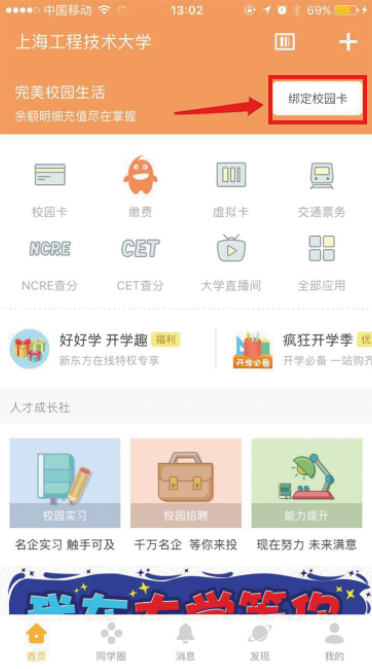 中国移动 13:02 69%
上海工程技术大学
完美校园生活
余额明细充值尽在掌握
绑定校园卡
校园卡 缴费 虚拟卡 交通票务
NCRE CET
NCRE查分 CET查分 大学直播间 全部应用
好好学 开学趣 福利 疯狂开学季
新东方在线特权专享 开学必备 一站购齐
开学必备
人才成长社
校园实习 校园招聘 能力提升
名企实习 触手可及 千万名企 等你来投 现在努力 未来满意
我在大学等你
首页 同学圈 消息 发现 我的